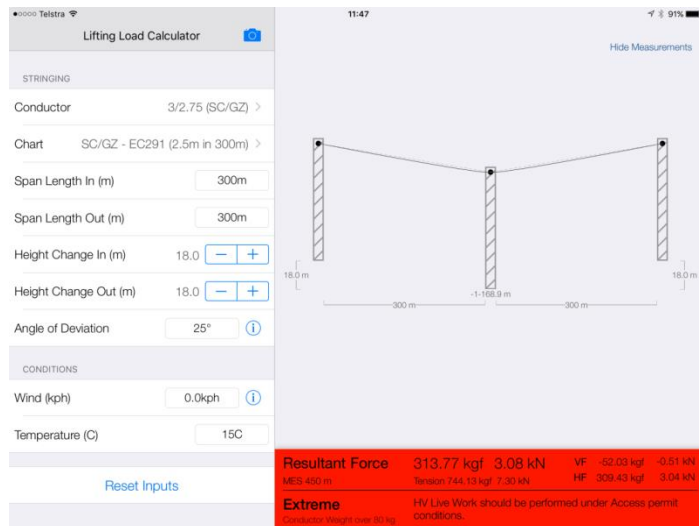 ●○○○○ Telstra 11:47 91%
Lifting Load Calculator
Hide Measurements
STRINGING
Conductor 3/2.75 (SC/GZ) >
Chart SC/GZ - EC291 (2.5m in 300m) >
Span Length In (m) 300m
Span Length Out (m) 300m
Height Change In (m) 18.0 − +
Height Change Out (m) 18.0 − +
Angle of Deviation 25°
CONDITIONS
Wind (kph) 0.0kph
Temperature (C) 15C
Reset Inputs
18.0 m 18.0 m
-1-168.9 m
300 m 300 m
Resultant Force 313.77 kgf 3.08 kN VF -52.03 kgf -0.51 kN
MES 450 m Tension 744.13 kgf 7.30 kN HF 309.43 kgf 3.04 kN
Extreme HV Live Work should be performed under Access permit
Conductor Weight over 80 kg conditions.